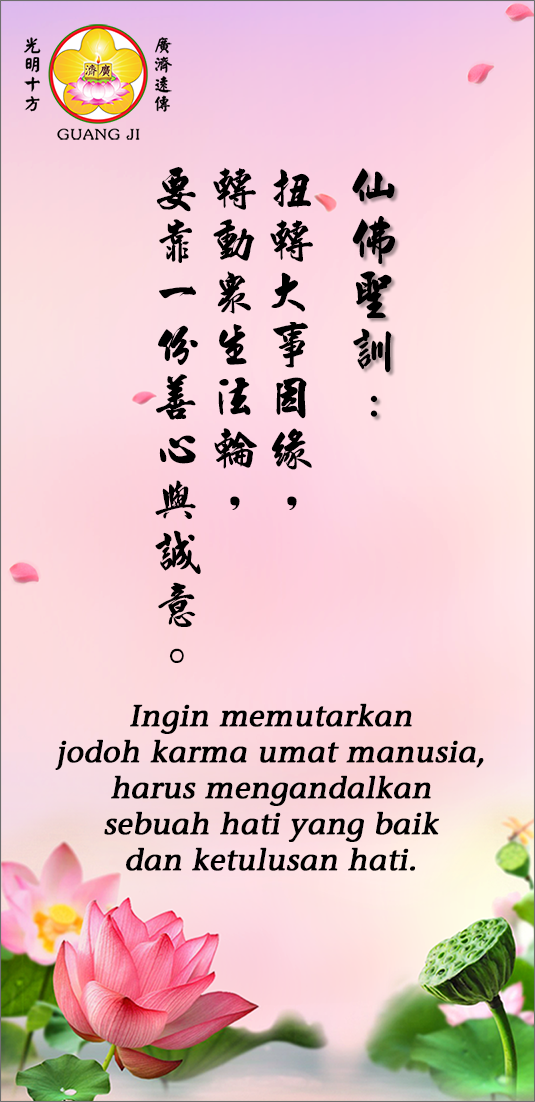 廣濟遠傳
光明十方
廣濟
GUANG JI
仙佛聖訓：
扭轉大事因緣，
轉動眾生法輪，
要靠一份善心與誠意。
Ingin memutarkan
jodoh karma umat manusia,
harus mengandalkan
sebuah hati yang baik
dan ketulusan hati.